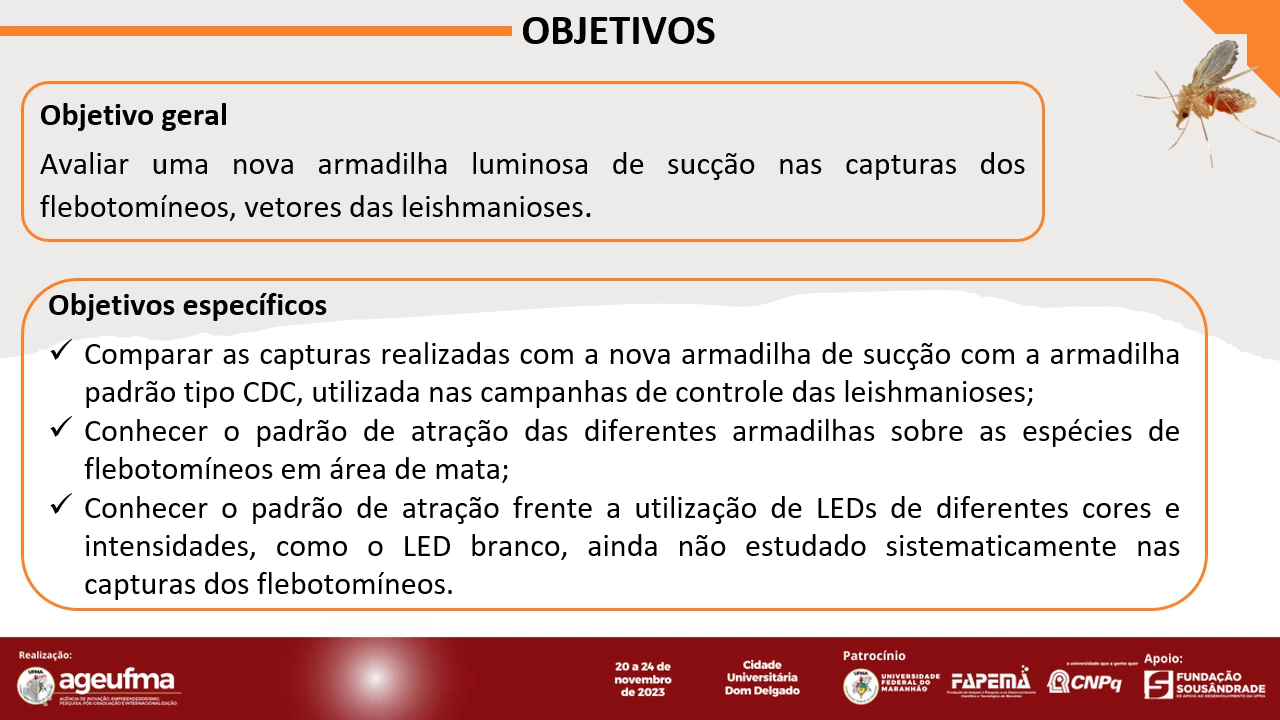 OBJETIVOS
Objetivo geral
Avaliar uma nova armadilha luminosa de sucção nas capturas dos
flebotomíneos, vetores das leishmanioses.
Objetivos específicos
✓ Comparar as capturas realizadas com a nova armadilha de sucção com a armadilha
padrão tipo CDC, utilizada nas campanhas de controle das leishmanioses;
✓ Conhecer o padrão de atração das diferentes armadilhas sobre as espécies de
flebotomíneos em área de mata;
✓ Conhecer o padrão de atração frente a utilização de LEDs de diferentes cores e
intensidades, como o LED branco, ainda não estudado sistematicamente nas
capturas dos flebotomíneos.
Realização:
UFMA
ageufma
AGÊNCIA DE INOVAÇÃO, EMPREENDEDORISMO,
PESQUISA, PÓS-GRADUAÇÃO E INTERNACIONALIZAÇÃO
20 a 24 de
novembro
de 2023
Cidade
Universitária
Dom Delgado
Patrocínio
UFMA
UNIVERSIDADE
FEDERAL DO
MARANHÃO
FAPEMA
Fundação de Amparo à Pesquisa e ao Desenvolvimento
Científico e Tecnológico do Maranhão
a universidade que a gente quer
CNPq
Apoio:
FUNDAÇÃO
SOUSÂNDRADE
DE APOIO AO DESENVOLVIMENTO DA UFMA